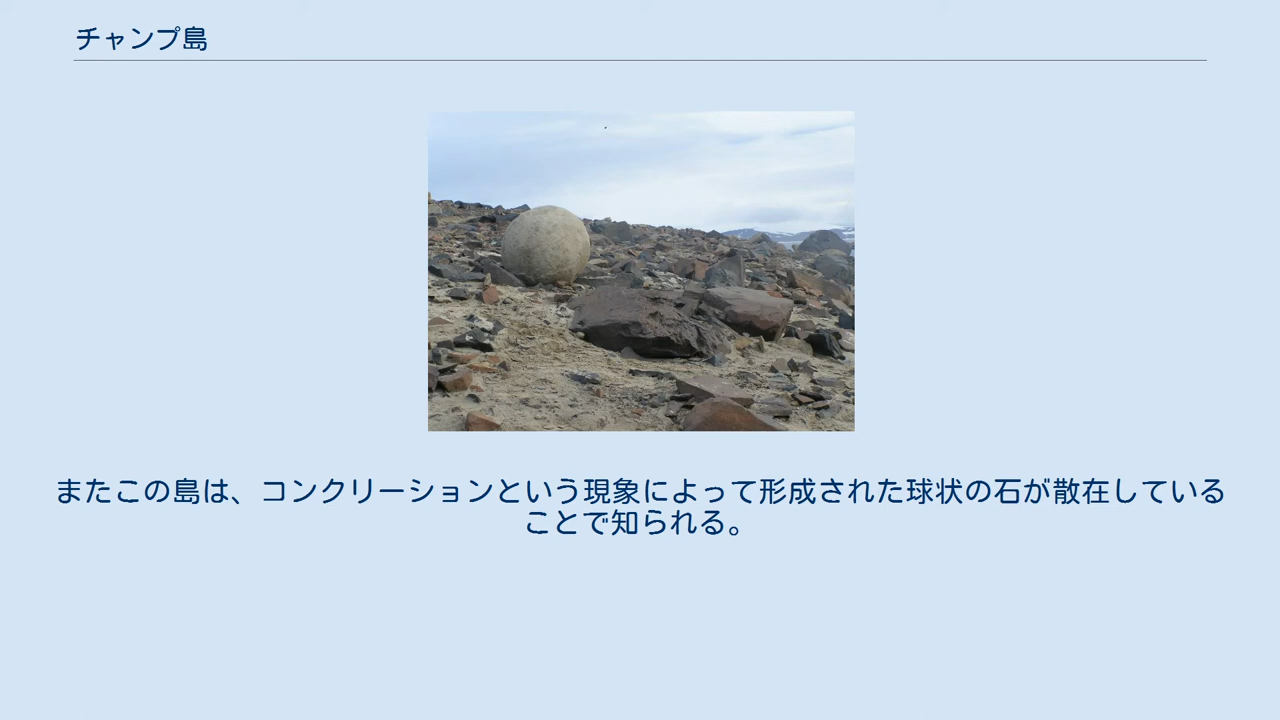 チャンプ島
またこの島は、コンクリーションという現象によって形成された球状の石が散在している
ことで知られる。